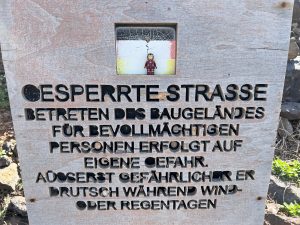 GESPERRTE STRASSE
BETRETEN DES BAUGELÄNDES
FÜR BEVOLLMÄCHTIGEN
PERSONEN ERFOLGT AUF
EIGENE GEFAHR.
ÄUSSERST GEFÄHRLICHER E
DRUTSCH WÄHREND WIND-
ODER REGENTAGEN